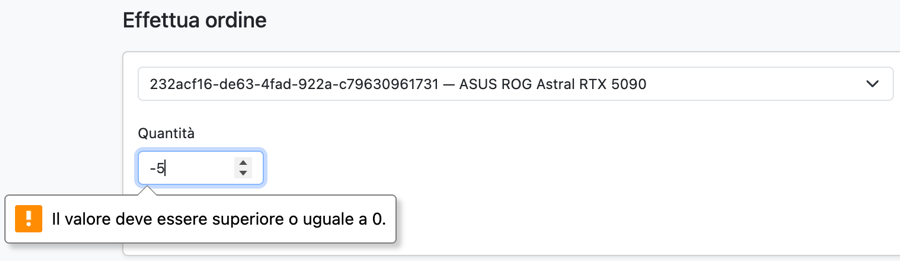 Effettua ordine
232acf16-de63-4fad-922a-c79630961731 — ASUS ROG Astral RTX 5090
Quantità
-5
Il valore deve essere superiore o uguale a 0.